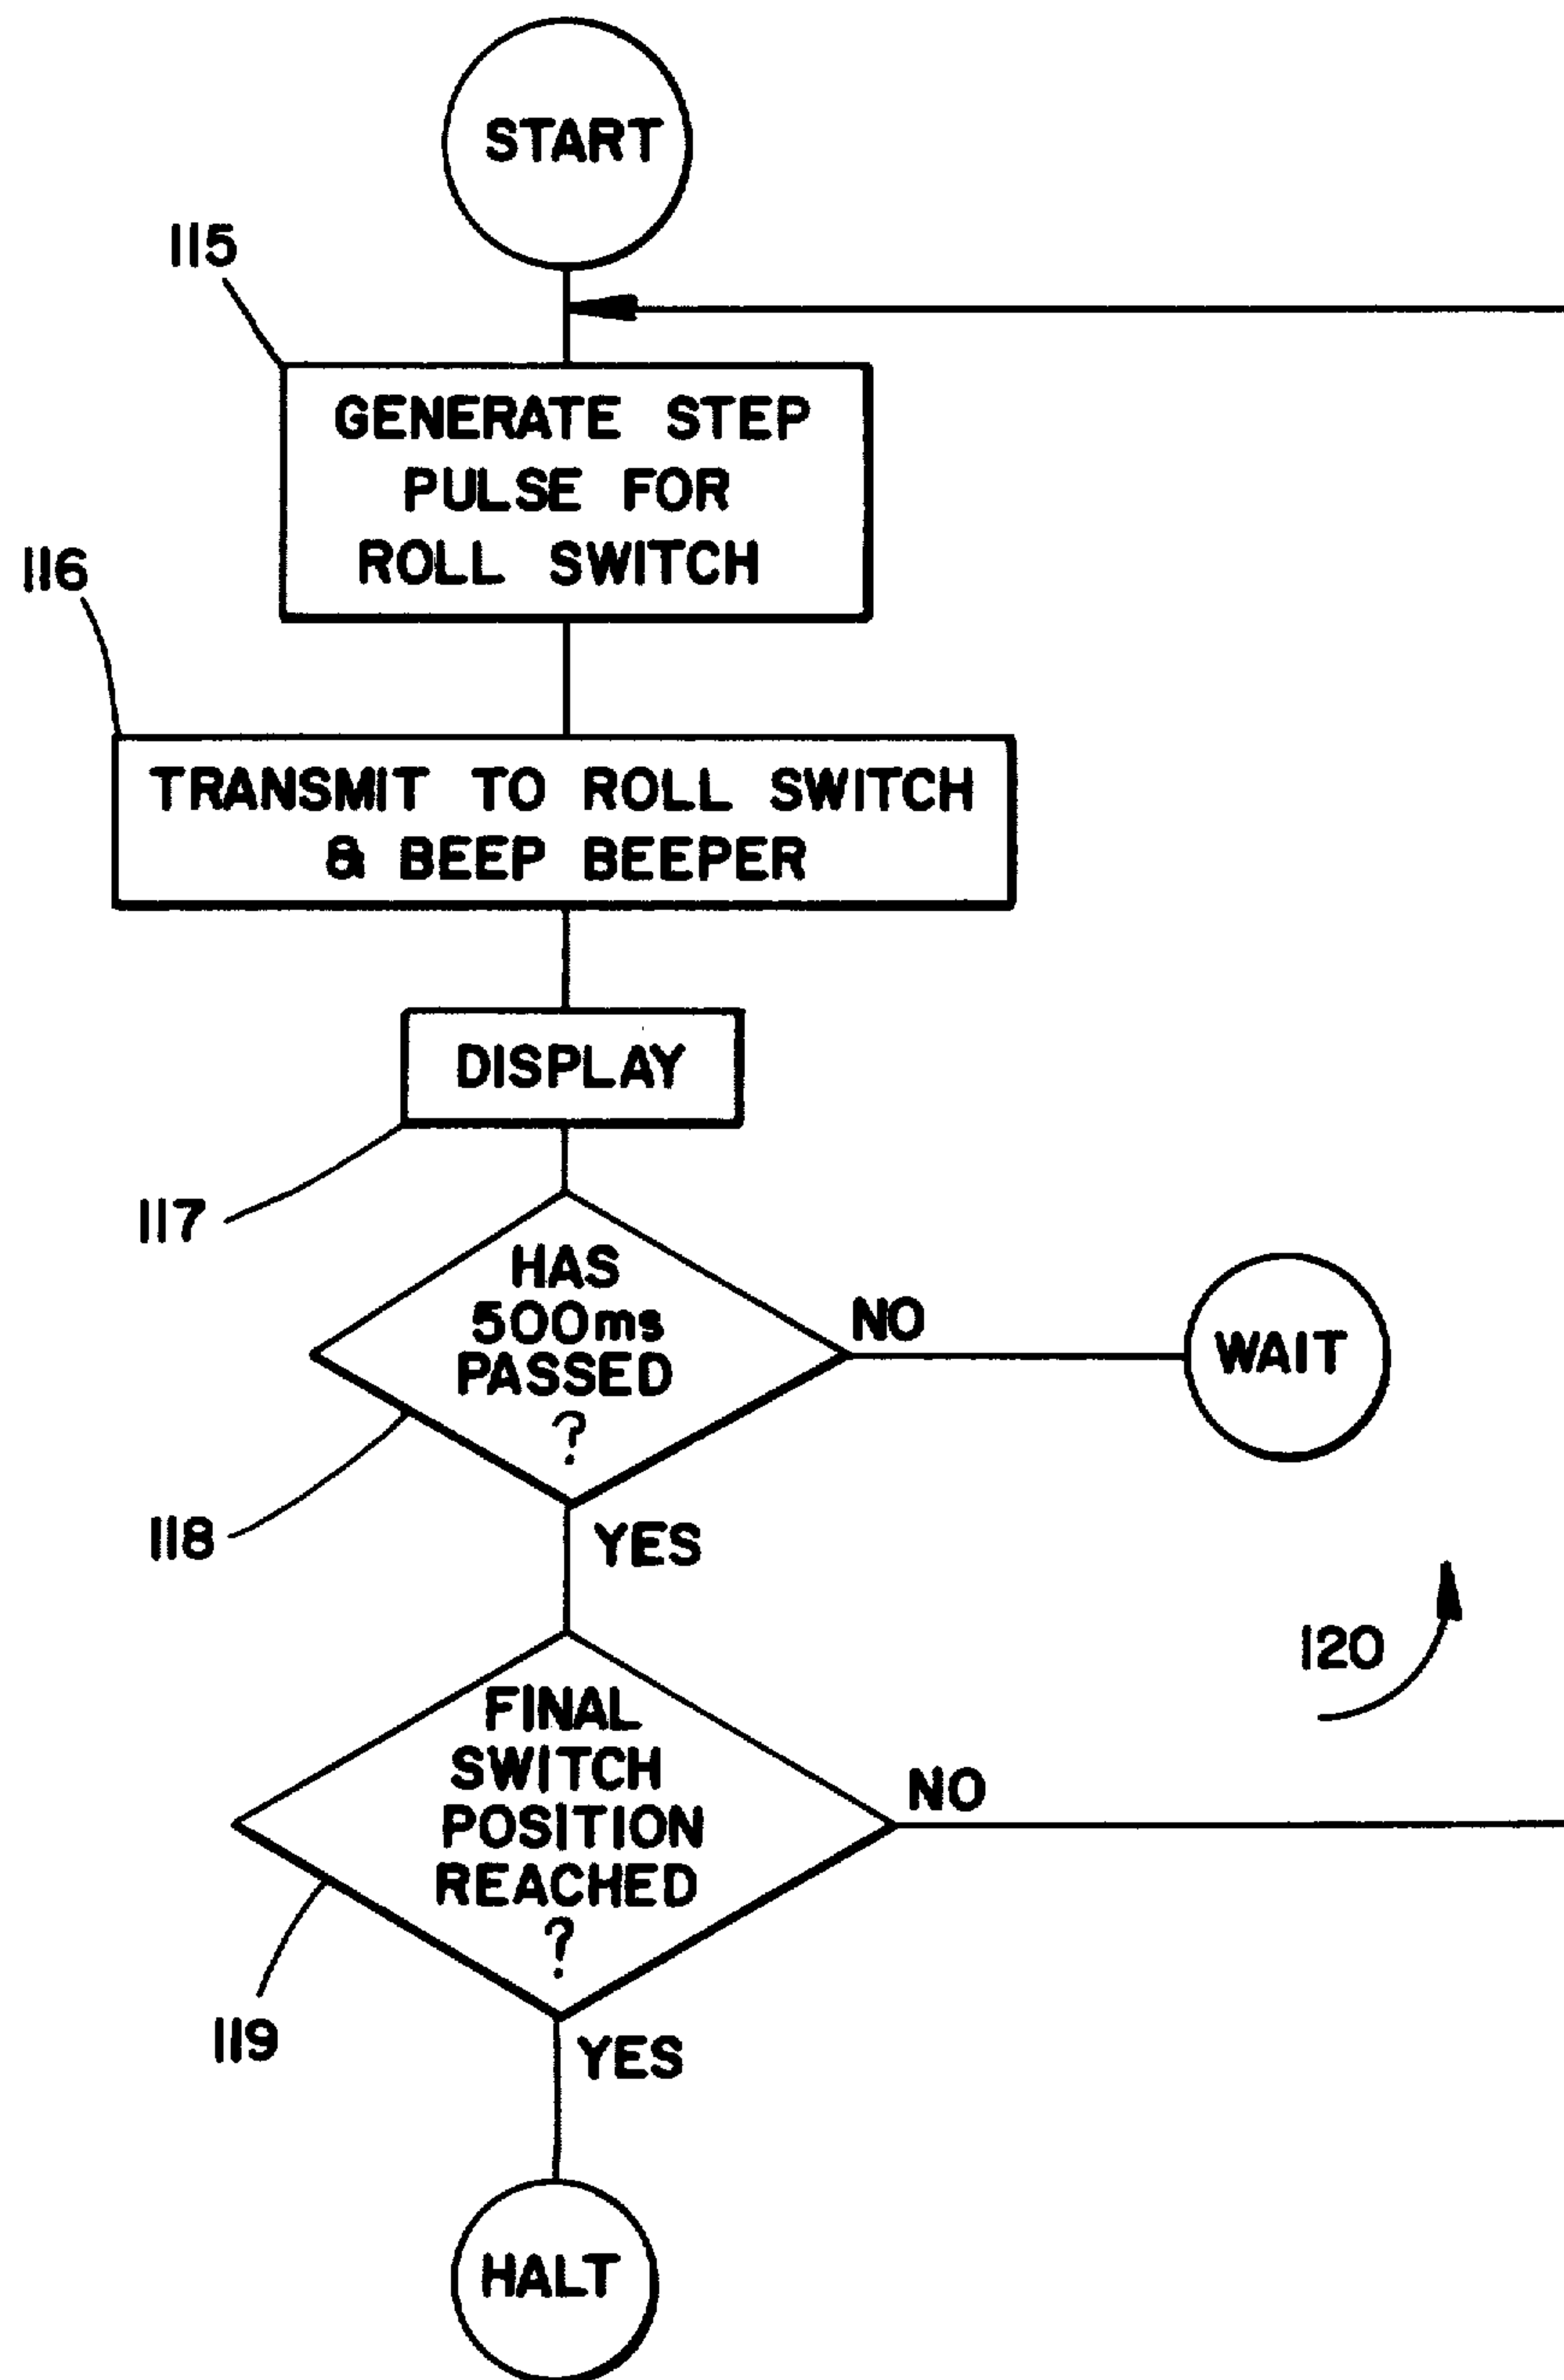 START
115
GENERATE STEP
PULSE FOR
ROLL SWITCH
116
TRANSMIT TO ROLL SWITCH
& BEEP BEEPER
DISPLAY
117
HAS
500ms
PASSED
?
NO
WAIT
118
YES
120
FINAL
SWITCH
POSITION
REACHED
?
NO
119
YES
HALT